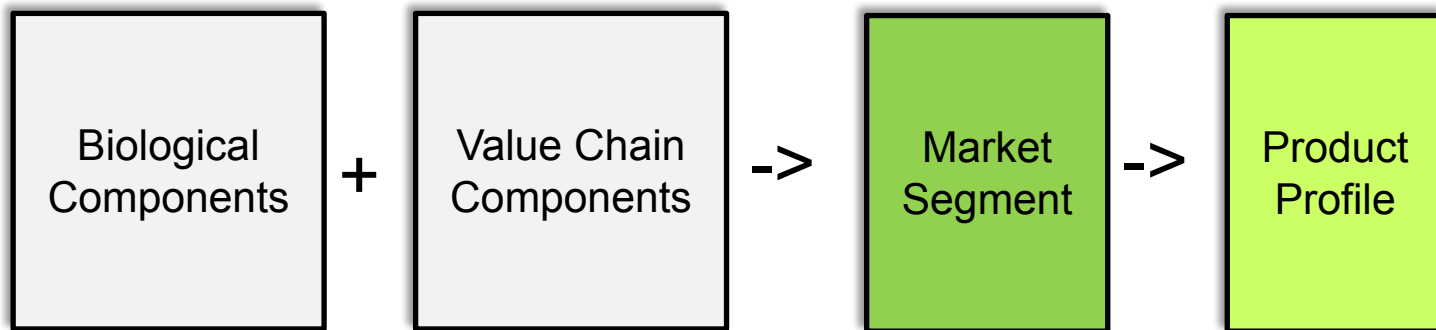 Biological
Components
+
Value Chain
Components
->
Market
Segment
->
Product
Profile